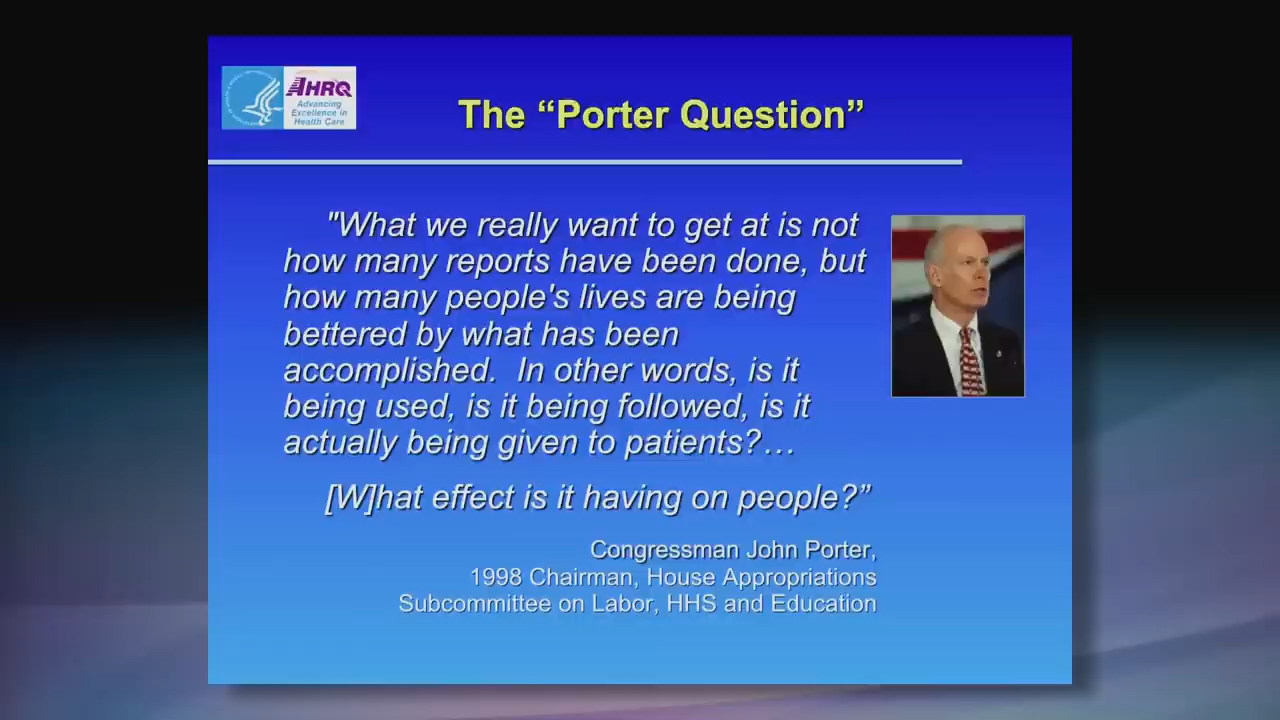 AHRQ
Advancing
Excellence in
Health Care
The “Porter Question”
"What we really want to get at is not
how many reports have been done, but
how many people's lives are being
bettered by what has been
accomplished.  In other words, is it
being used, is it being followed, is it
actually being given to patients?…
[W]hat effect is it having on people?”
Congressman John Porter,
1998 Chairman, House Appropriations
Subcommittee on Labor, HHS and Education